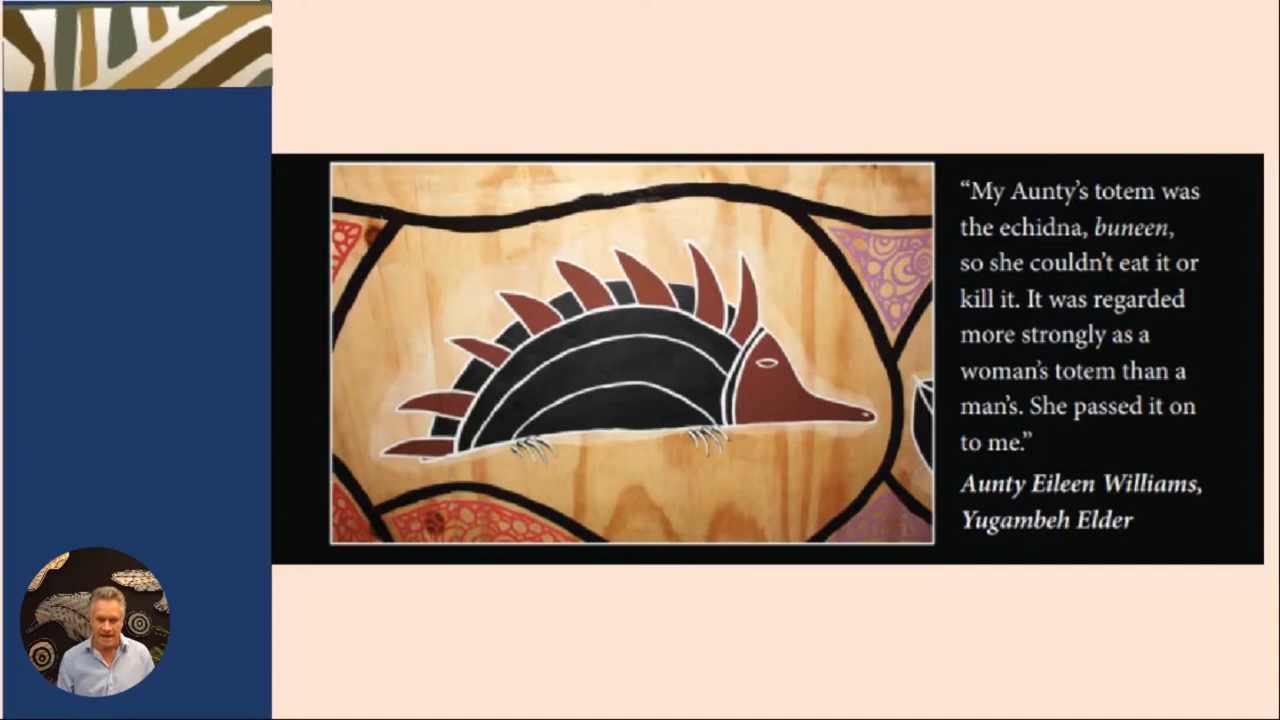 “My Aunty’s totem was
the echidna, buneen,
so she couldn’t eat it or
kill it. It was regarded
more strongly as a
woman’s totem than a
man’s. She passed it on
to me.”
Aunty Eileen Williams,
Yugambeh Elder